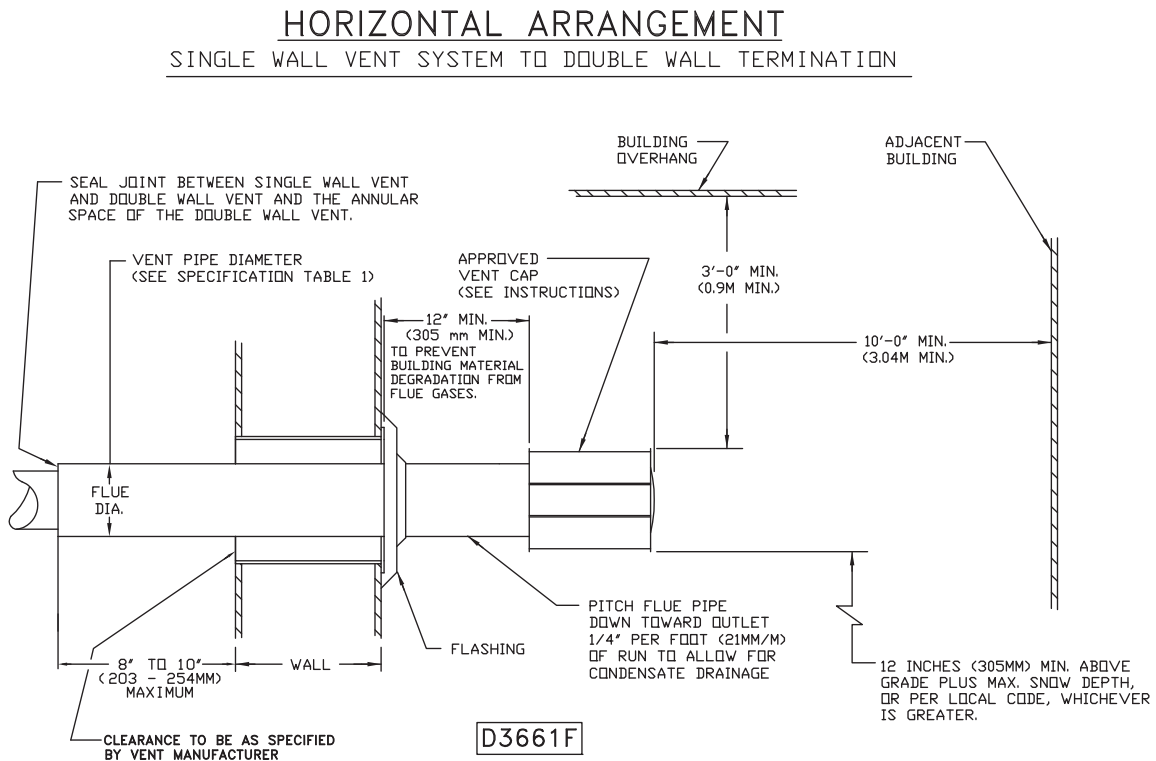 HORIZONTAL ARRANGEMENT
SINGLE WALL VENT SYSTEM TO DOUBLE WALL TERMINATION
BUILDING
OVERHANG
ADJACENT
BUILDING
SEAL JOINT BETWEEN SINGLE WALL VENT
AND DOUBLE WALL VENT AND THE ANNULAR
SPACE OF THE DOUBLE WALL VENT.
VENT PIPE DIAMETER
(SEE SPECIFICATION TABLE 1)
APPROVED
VENT CAP
(SEE INSTRUCTIONS)
3'-0" MIN.
(0.9M MIN.)
12" MIN.
(305 mm MIN.)
TO PREVENT
BUILDING MATERIAL
DEGRADATION FROM
FLUE GASES.
10'-0" MIN.
(3.04M MIN.)
FLUE
DIA.
PITCH FLUE PIPE
DOWN TOWARD OUTLET
1/4" PER FOOT (21MM/M)
OF RUN TO ALLOW FOR
CONDENSATE DRAINAGE
FLASHING
8" TO 10"
(203 - 254MM)
MAXIMUM
WALL
12 INCHES (305MM) MIN. ABOVE
GRADE PLUS MAX. SNOW DEPTH,
OR PER LOCAL CODE, WHICHEVER
IS GREATER.
CLEARANCE TO BE AS SPECIFIED
BY VENT MANUFACTURER
D3661F